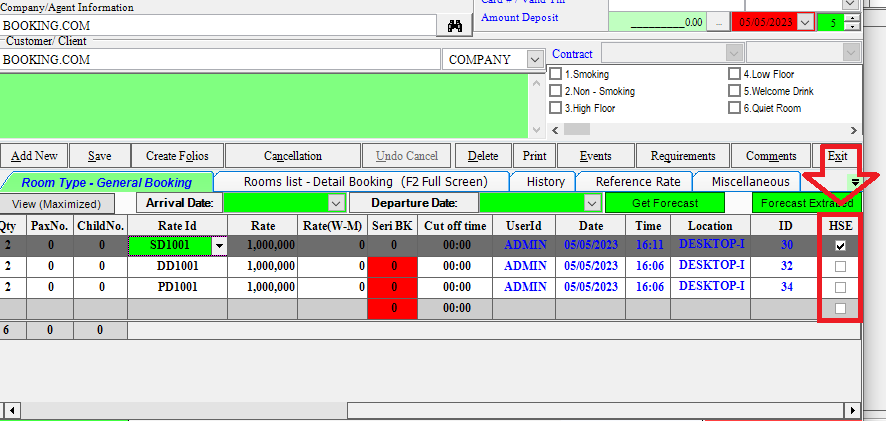 Company/Agent Information
BOOKING.COM
Amount Deposit 0.00 ... 05/05/2023 5
Customer/ Client
BOOKING.COM COMPANY
Contract
1.Smoking 4.Low Floor
2.Non - Smoking 5.Welcome Drink
3.High Floor 6.Quiet Room
Add New Save Create Folios Cancellation Undo Cancel Delete Print Events Requirements Comments Exit
Room Type - General Booking Rooms list - Detail Booking (F2 Full Screen) History Reference Rate Miscellaneous
View (Maximized) Arrival Date: Departure Date: Get Forecast Forecast Extrabed
Qty PaxNo. ChildNo. Rate Id Rate Rate(W-M) Seri BK Cut off time UserId Date Time Location ID HSE
2 0 0 SD1001 1,000,000 0 0 00:00 ADMIN 05/05/2023 16:11 DESKTOP-I 30
2 0 0 DD1001 1,000,000 0 0 00:00 ADMIN 05/05/2023 16:06 DESKTOP-I 32
2 0 0 PD1001 1,000,000 0 0 00:00 ADMIN 05/05/2023 16:06 DESKTOP-I 34
0 00:00
6 0 0